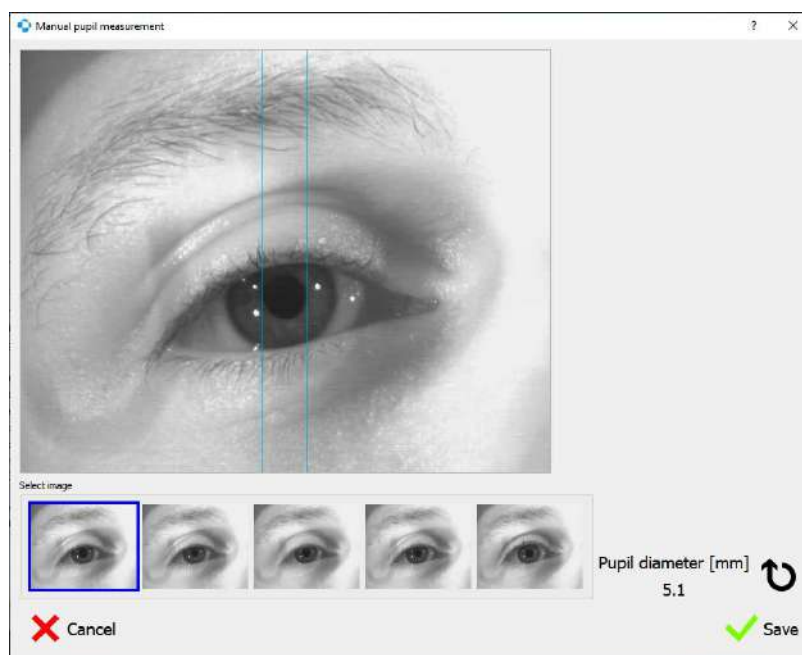 Manual pupil measurement
?
Select image
Pupil diameter [mm]
5.1
Cancel
Save